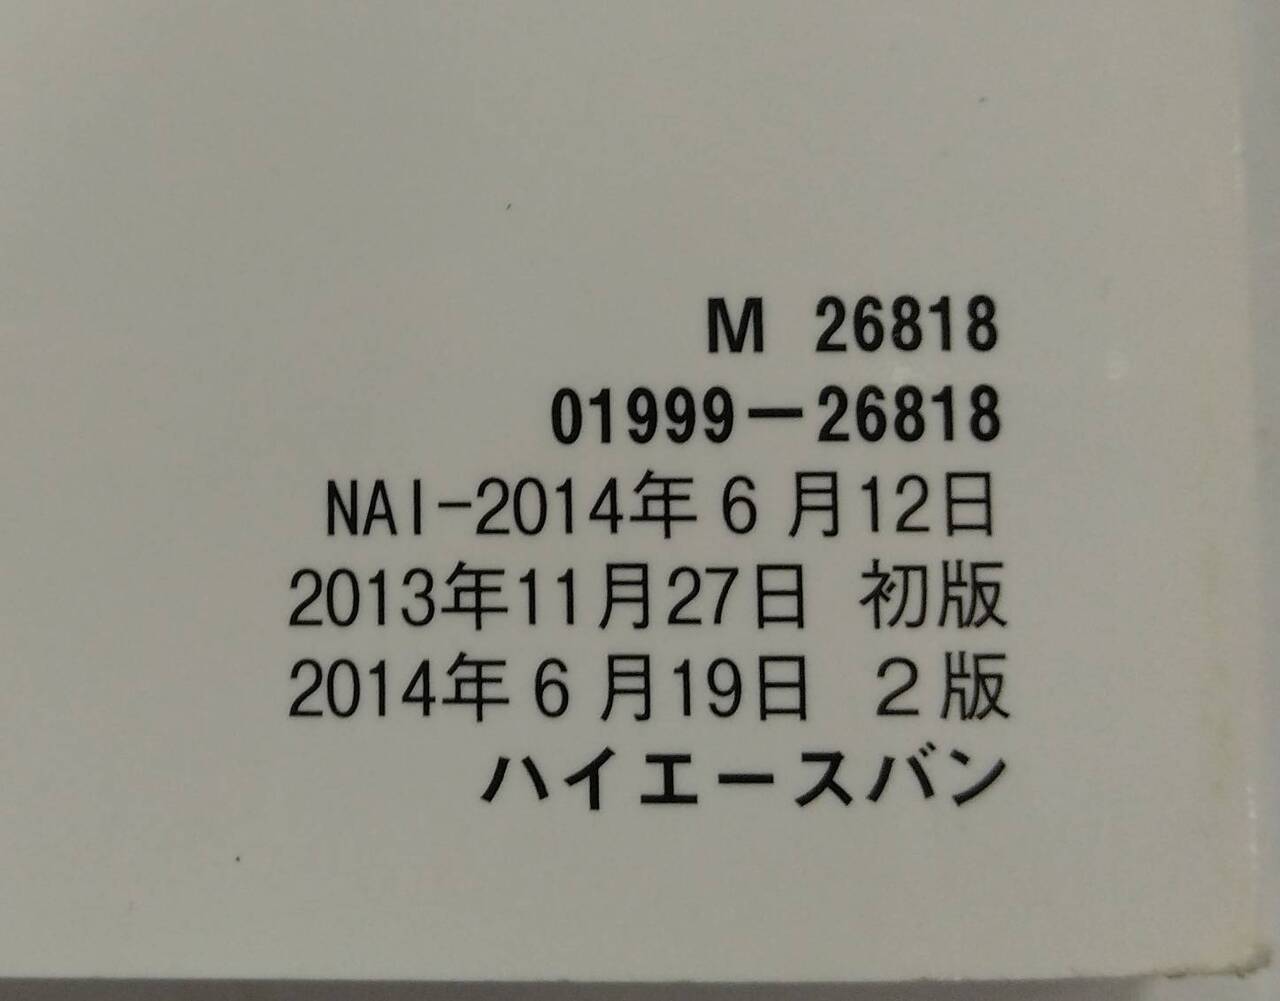 M 26818
01999－26818
NAI-2014年6月12日
2013年11月27日 初版
2014年6月19日 2版
ハイエースバン